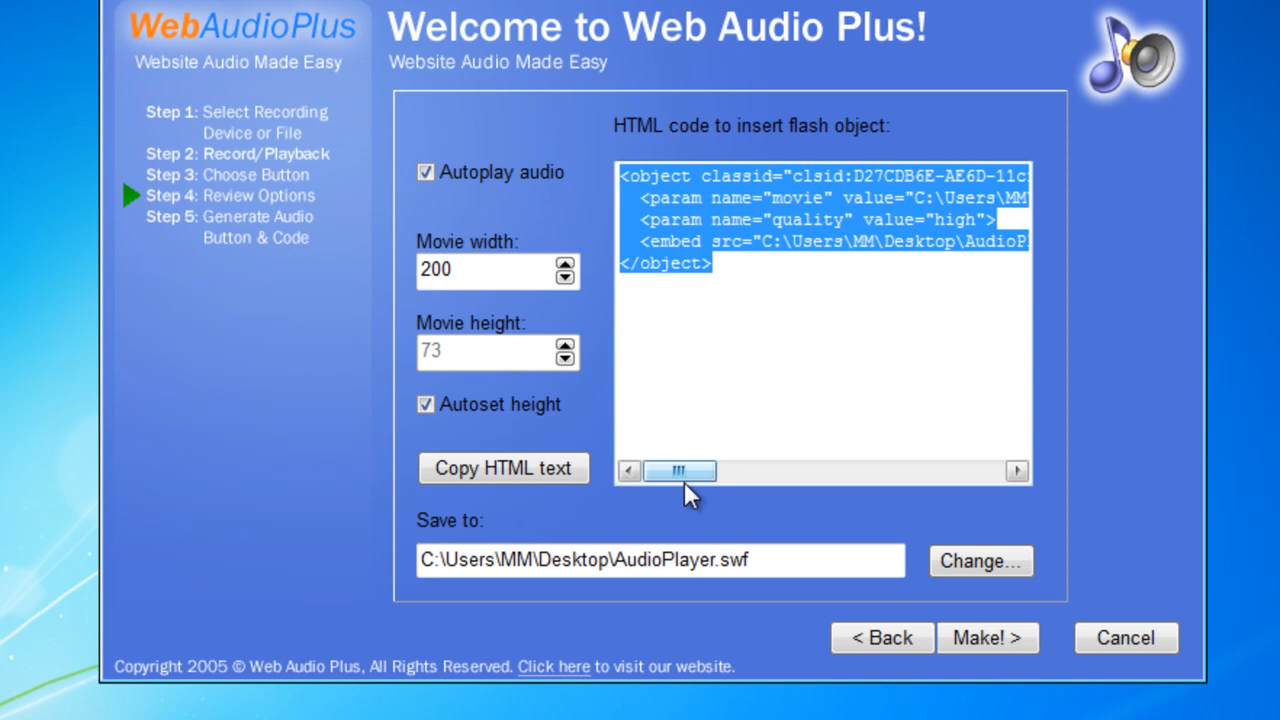 WebAudioPlus
Website Audio Made Easy
Step 1: Select Recording
Device or File
Step 2: Record/Playback
Step 3: Choose Button
Step 4: Review Options
Step 5: Generate Audio
Button & Code
Welcome to Web Audio Plus!
Website Audio Made Easy
Autoplay audio
Movie width:
200
Movie height:
73
Autoset height
Copy HTML text
HTML code to insert flash object:
<object classid="clsid:D27CDB6E-AE6D-11c
<param name="movie" value="C:\Users\MM
<param name="quality" value="high">
<embed src="C:\Users\MM\Desktop\AudioP
</object>
Save to:
C:\Users\MM\Desktop\AudioPlayer.swf
Change...
< Back
Make! >
Cancel
Copyright 2005 © Web Audio Plus, All Rights Reserved. Click here to visit our website.